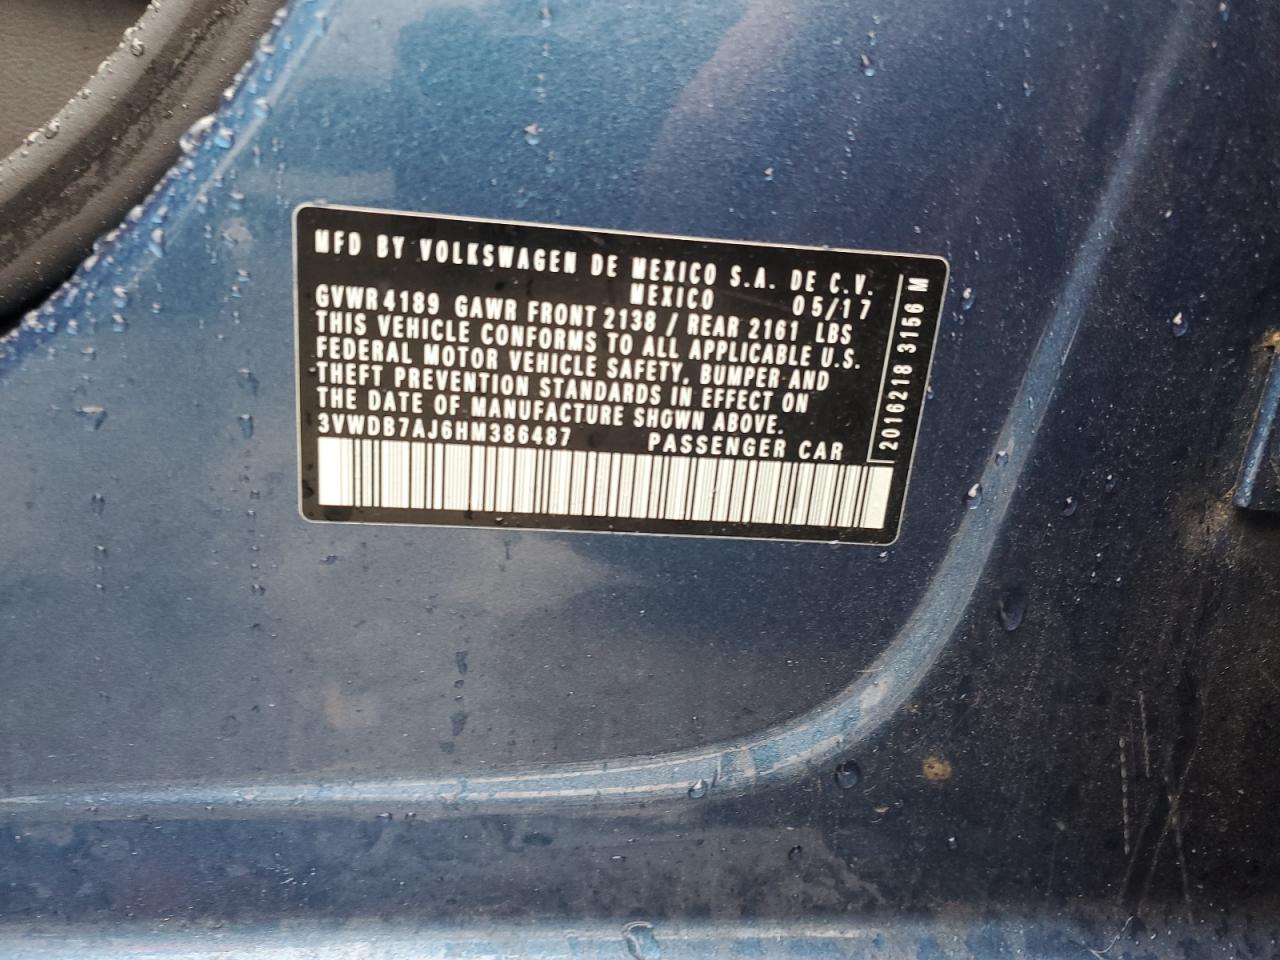 MFD BY VOLKSWAGEN DE MEXICO S.A. DE C.V.
MEXICO 05/17
GVWR 4189 GAWR FRONT 2138 / REAR 2161 LBS
THIS VEHICLE CONFORMS TO ALL APPLICABLE U.S.
FEDERAL MOTOR VEHICLE SAFETY, BUMPER AND
THEFT PREVENTION STANDARDS IN EFFECT ON
THE DATE OF MANUFACTURE SHOWN ABOVE.
3VWDB7AJ6HM386487 PASSENGER CAR
2016218 3156 M